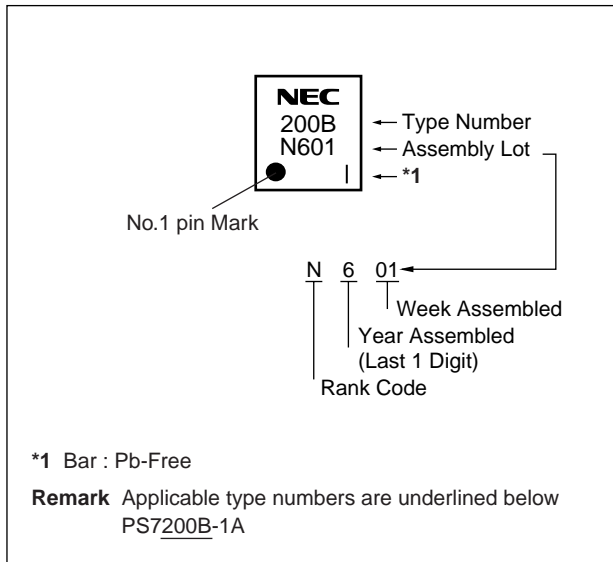 NEC
200B
N601
Type Number
Assembly Lot
*1
No.1 pin Mark
N 6 01
Week Assembled
Year Assembled
(Last 1 Digit)
Rank Code
*1 Bar : Pb-Free
Remark Applicable type numbers are underlined below
PS7200B-1A